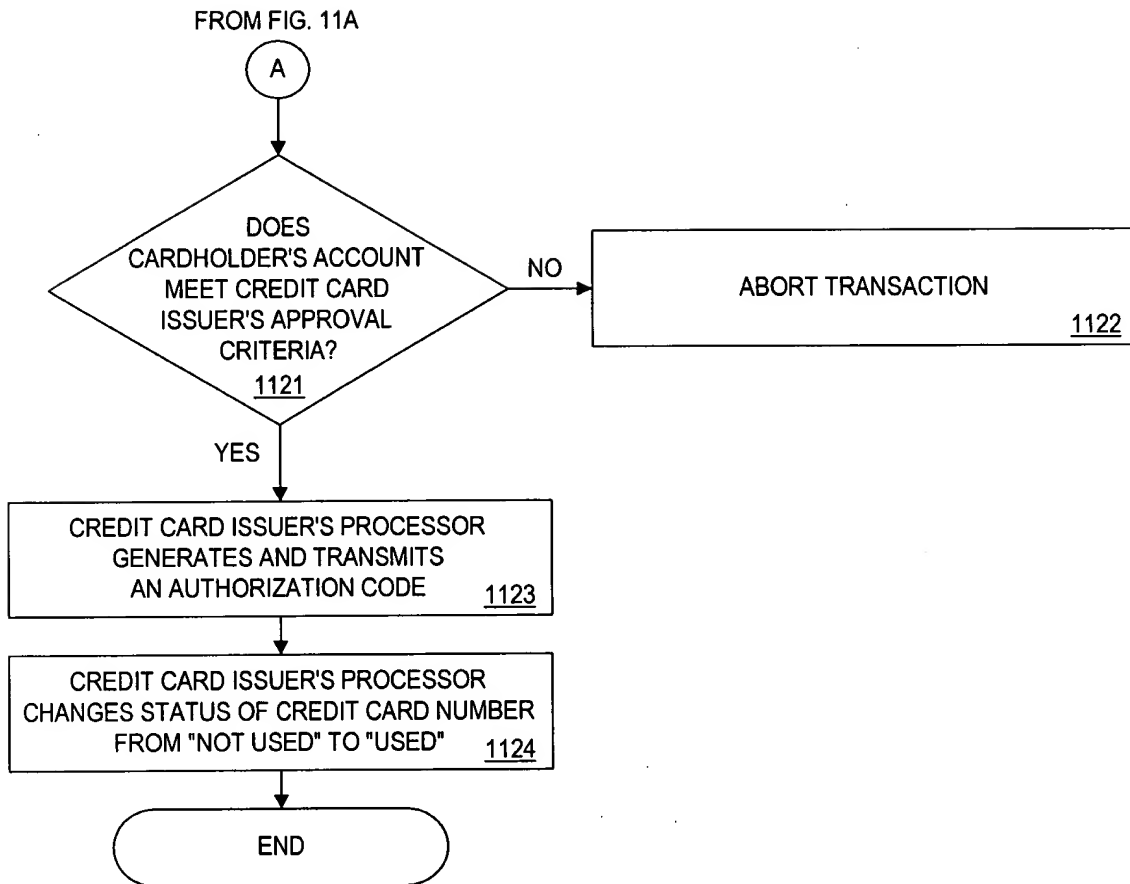 FROM FIG. 11A
A
DOES
CARDHOLDER'S ACCOUNT
MEET CREDIT CARD
ISSUER'S APPROVAL
CRITERIA?
1121
NO
ABORT TRANSACTION
1122
YES
CREDIT CARD ISSUER'S PROCESSOR
GENERATES AND TRANSMITS
AN AUTHORIZATION CODE
1123
CREDIT CARD ISSUER'S PROCESSOR
CHANGES STATUS OF CREDIT CARD NUMBER
FROM "NOT USED" TO "USED"
1124
END